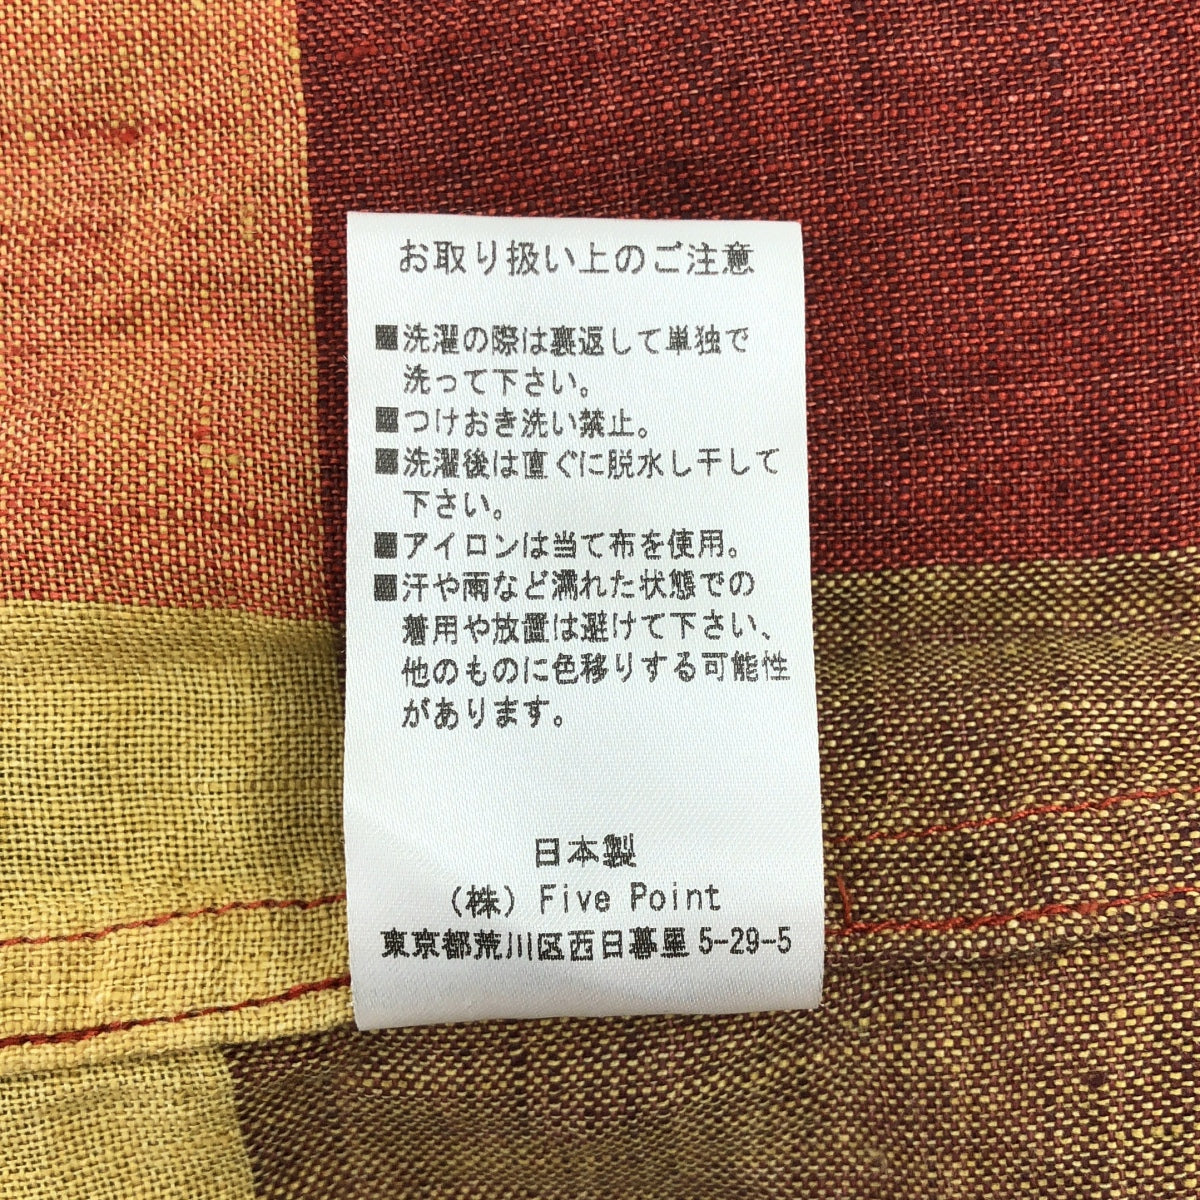 お取り扱い上のご注意
■洗濯の際は裏返して単独で
洗って下さい。
■つけおき洗い禁止。
■洗濯後は直ぐに脱水し干して
下さい。
■アイロンは当て布を使用。
■汗や雨など濡れた状態での
着用や放置は避けて下さい、
他のものに色移りする可能性
があります。
日本製
（株）Five Point
東京都荒川区西日暮里5-29-5